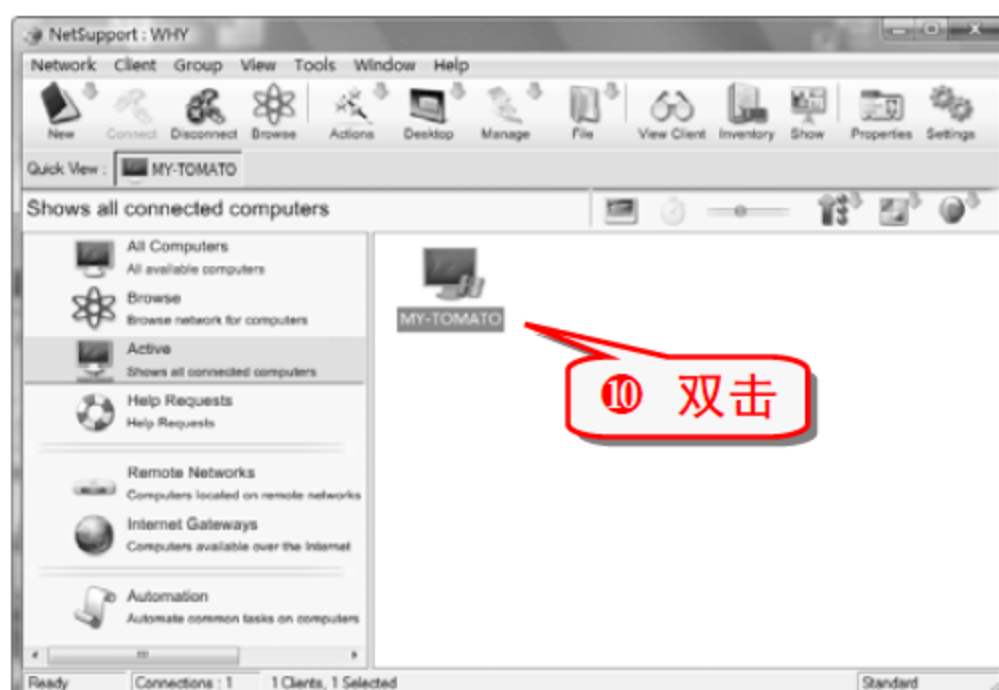 NetSupport : WHY
Network Client Group View Tools Window Help
New Connect Disconnect Browse Actions Desktop Manage File View Client Inventory Show Properties Settings
Quick View : MY-TOMATO
Shows all connected computers
All Computers
All available computers
Browse
Browse network for computers
Active
Shows all connected computers
Help Requests
Help Requests
Remote Networks
Computers located on remote networks
Internet Gateways
Computers available over the Internet
Automation
Automate common tasks on computers
MY-TOMATO
❿ 双击
Ready Connections : 1 1 Clients, 1 Selected Standard